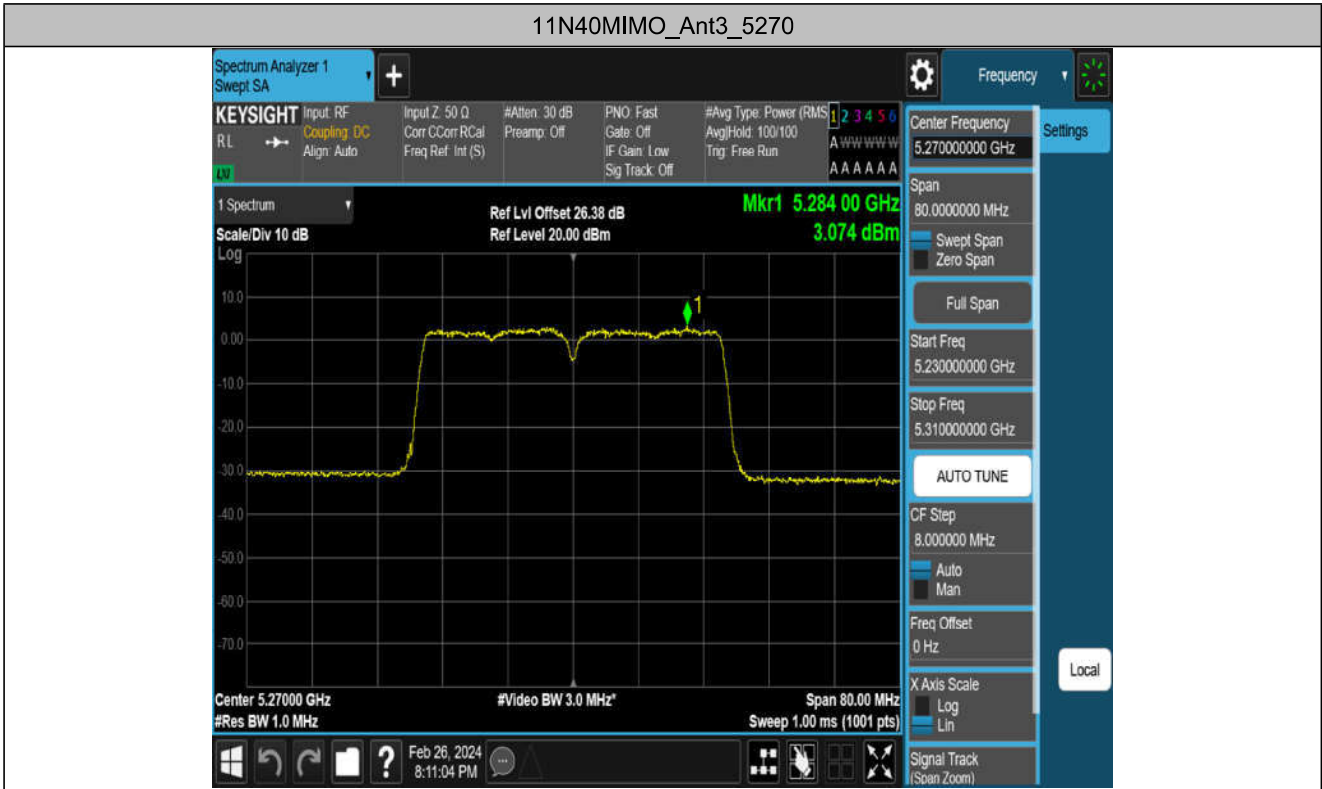 11N40MIMO_Ant3_5270
Spectrum Analyzer 1
Swept SA
+
Frequency
KEYSIGHT
RL
LXI
Input: RF
Coupling: DC
Align: Auto
Input Z: 50 Ω
Corr CCorr RCal
Freq Ref: Int (S)
#Atten: 30 dB
Preamp: Off
PNO: Fast
Gate: Off
IF Gain: Low
Sig Track: Off
#Avg Type: Power (RMS
Avg|Hold: 100/100
Trig: Free Run
1 2 3 4 5 6
A W W W W W
A A A A A A
1 Spectrum
Scale/Div 10 dB
Ref Lvl Offset 26.38 dB
Ref Level 20.00 dBm
Mkr1 5.284 00 GHz
3.074 dBm
Log
10.0
0.00
-10.0
-20.0
-30.0
-40.0
-50.0
-60.0
-70.0
1
Center 5.27000 GHz
#Res BW 1.0 MHz
#Video BW 3.0 MHz*
Span 80.00 MHz
Sweep 1.00 ms (1001 pts)
Center Frequency
5.270000000 GHz
Settings
Span
80.0000000 MHz
Swept Span
Zero Span
Full Span
Start Freq
5.230000000 GHz
Stop Freq
5.310000000 GHz
AUTO TUNE
CF Step
8.000000 MHz
Auto
Man
Freq Offset
0 Hz
X Axis Scale
Log
Lin
Signal Track
(Span Zoom)
Local
?
Feb 26, 2024
8:11:04 PM